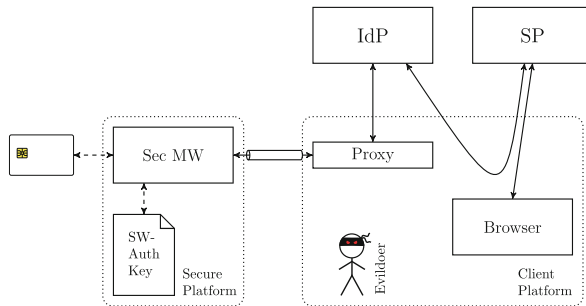 IdP
SP
Sec MW
Proxy
Browser
SW-
Auth
Key
Secure
Platform
Evildoer
Client
Platform